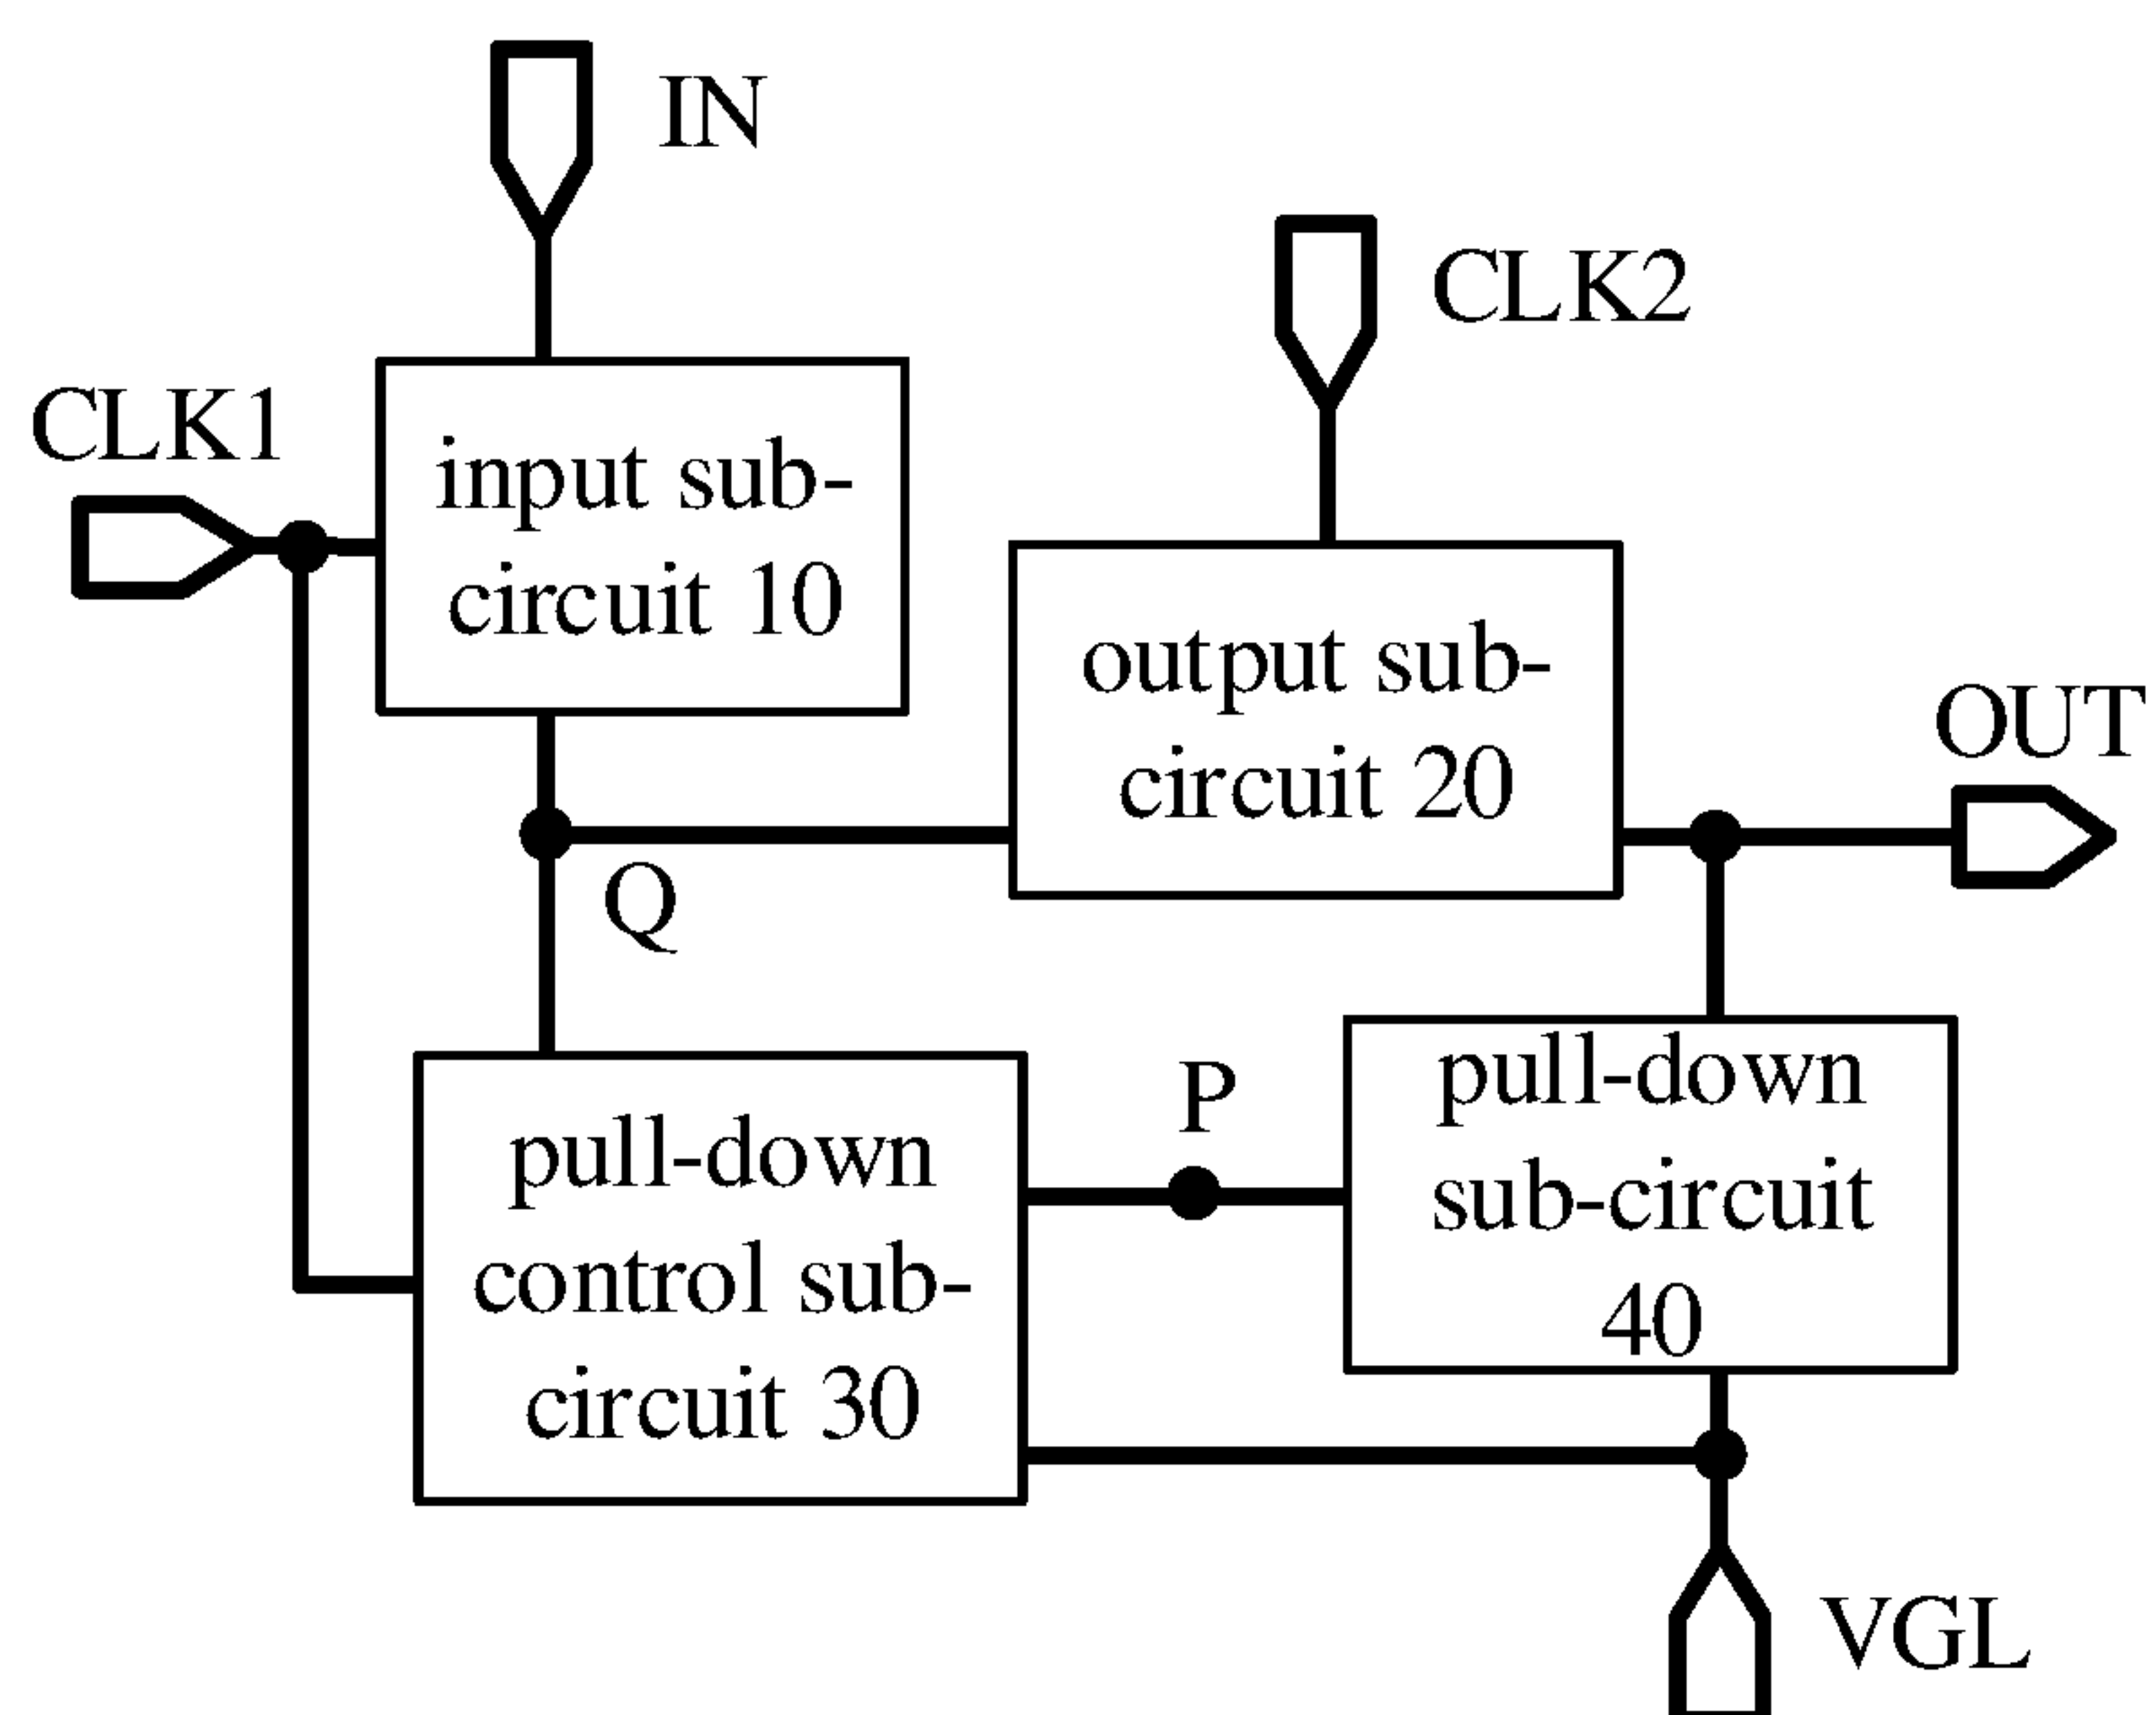 IN
CLK2
CLK1
input sub-
circuit 10
output sub-
circuit 20
OUT
Q
pull-down
control sub-
circuit 30
P
pull-down
sub-circuit
40
VGL